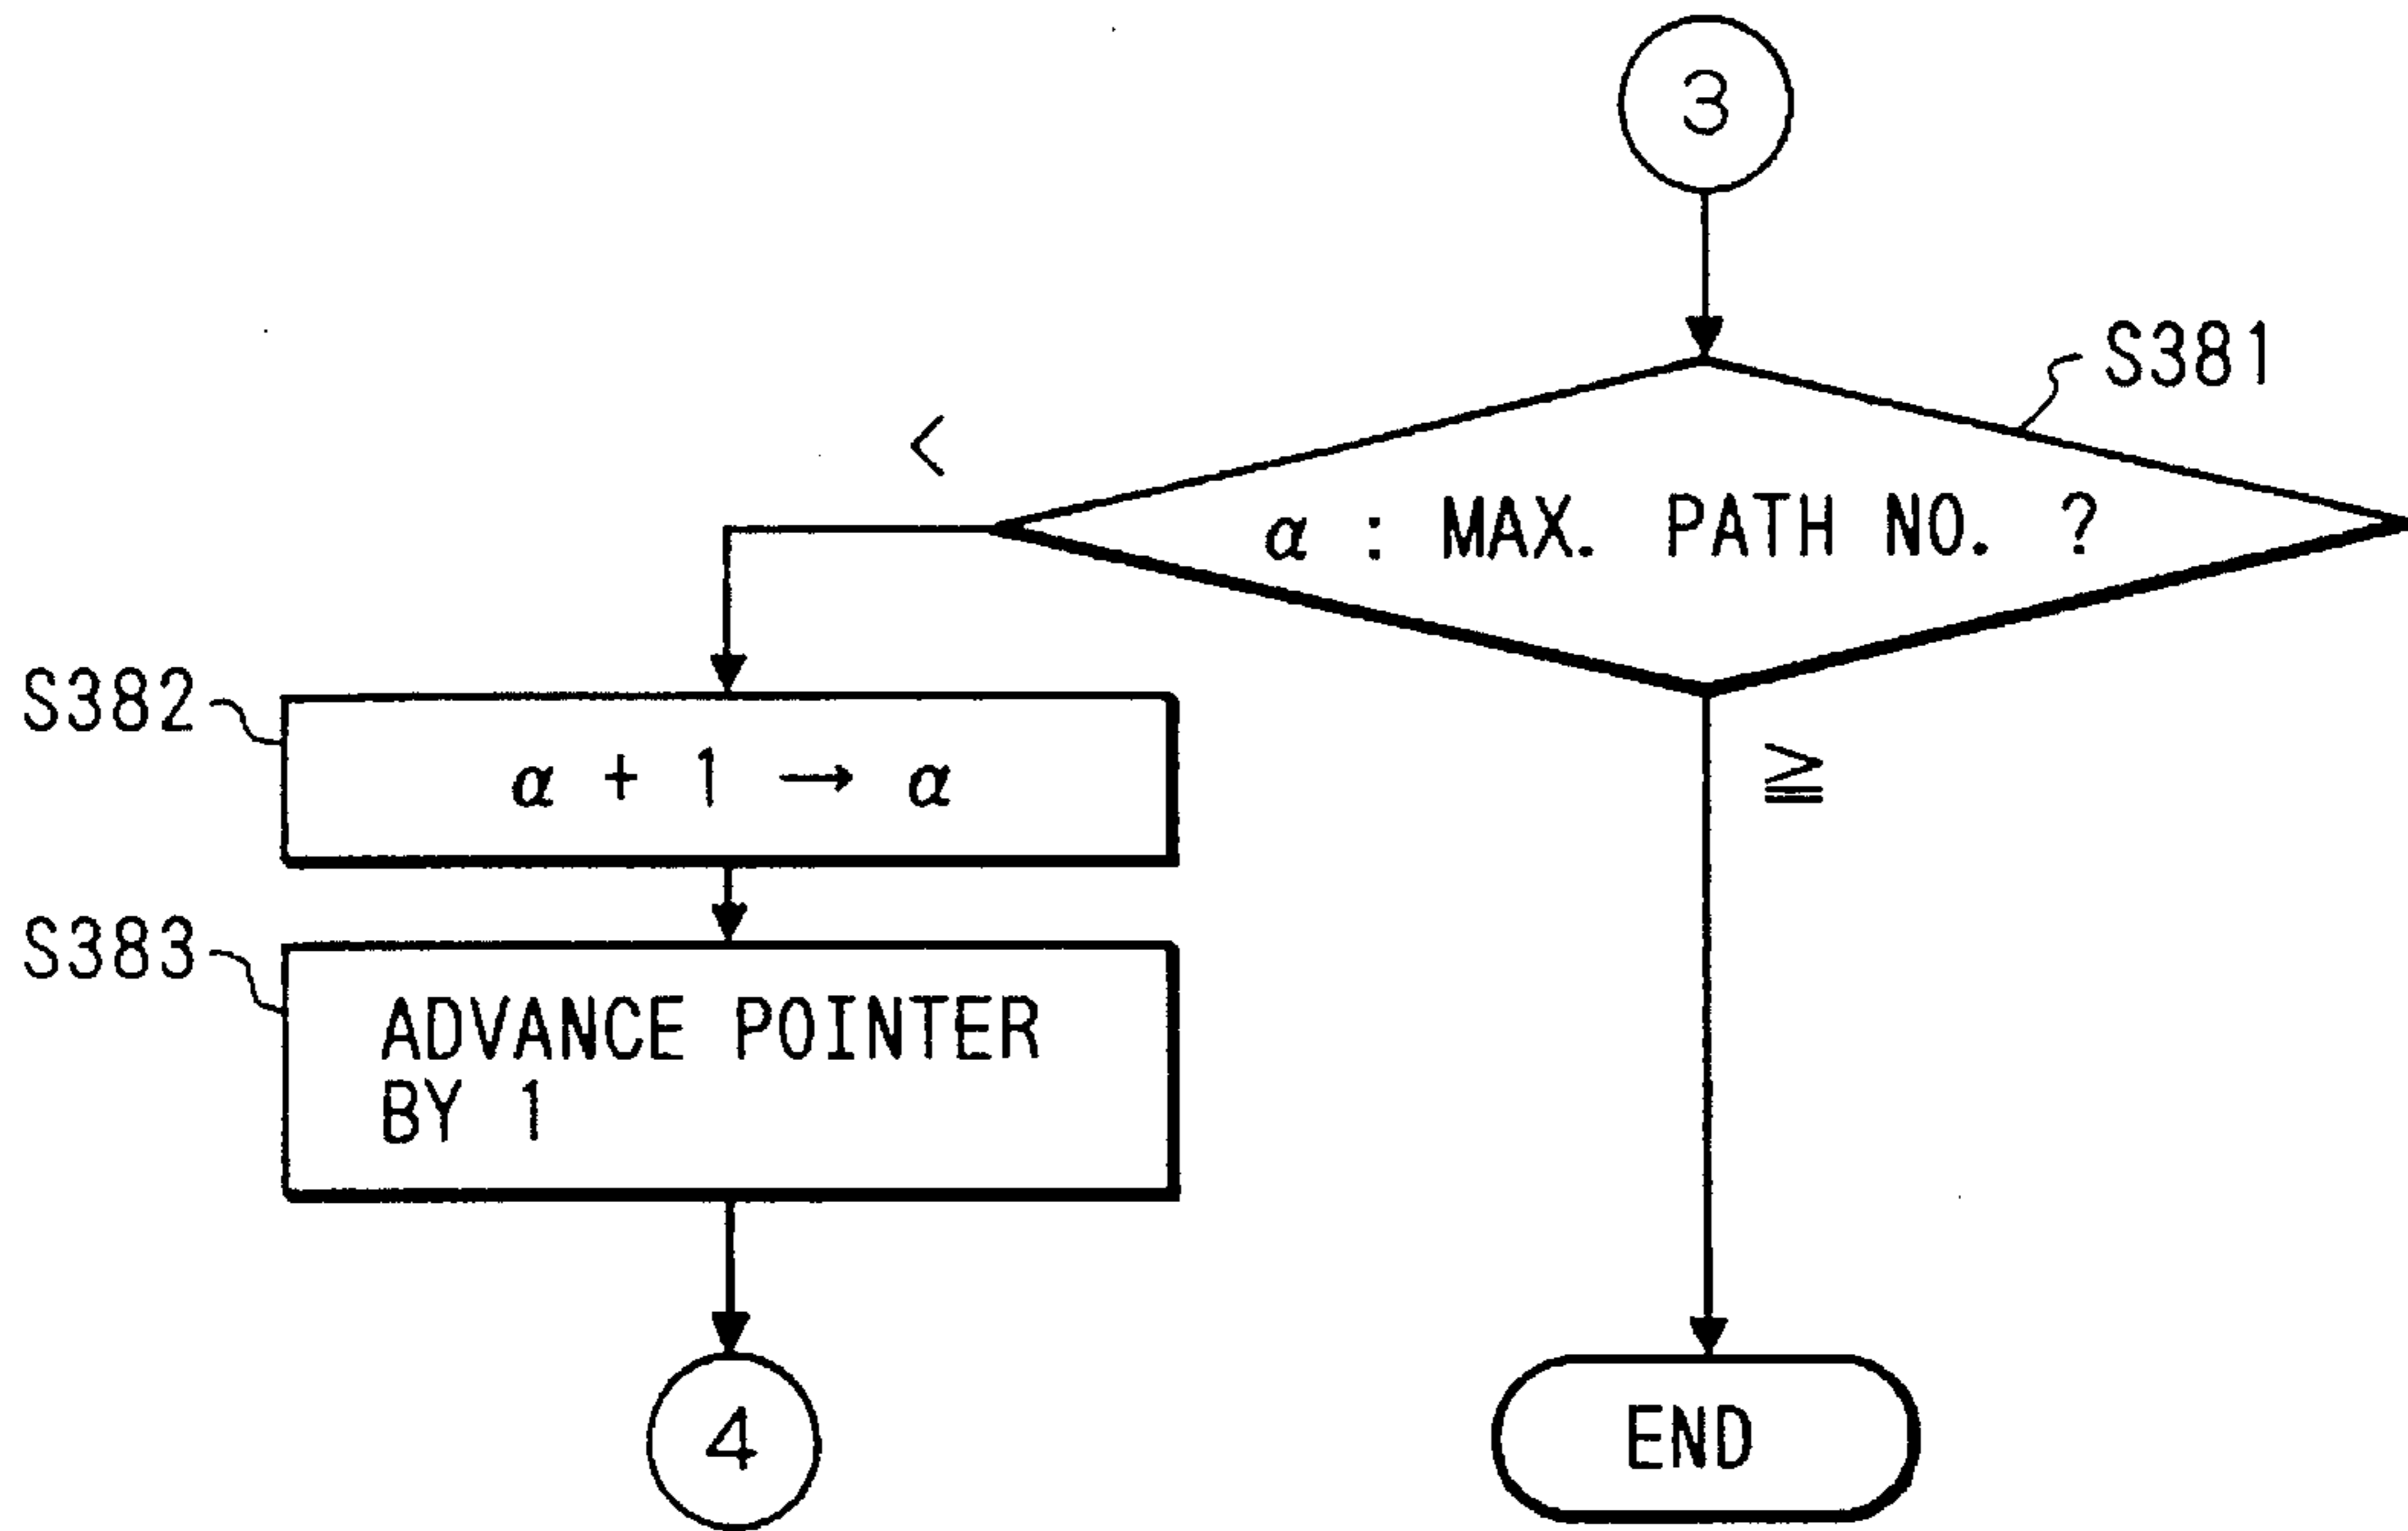 3
S381
<
α : MAX. PATH NO. ?
S382
α + 1 → α
≧
S383
ADVANCE POINTER
BY 1
4
END